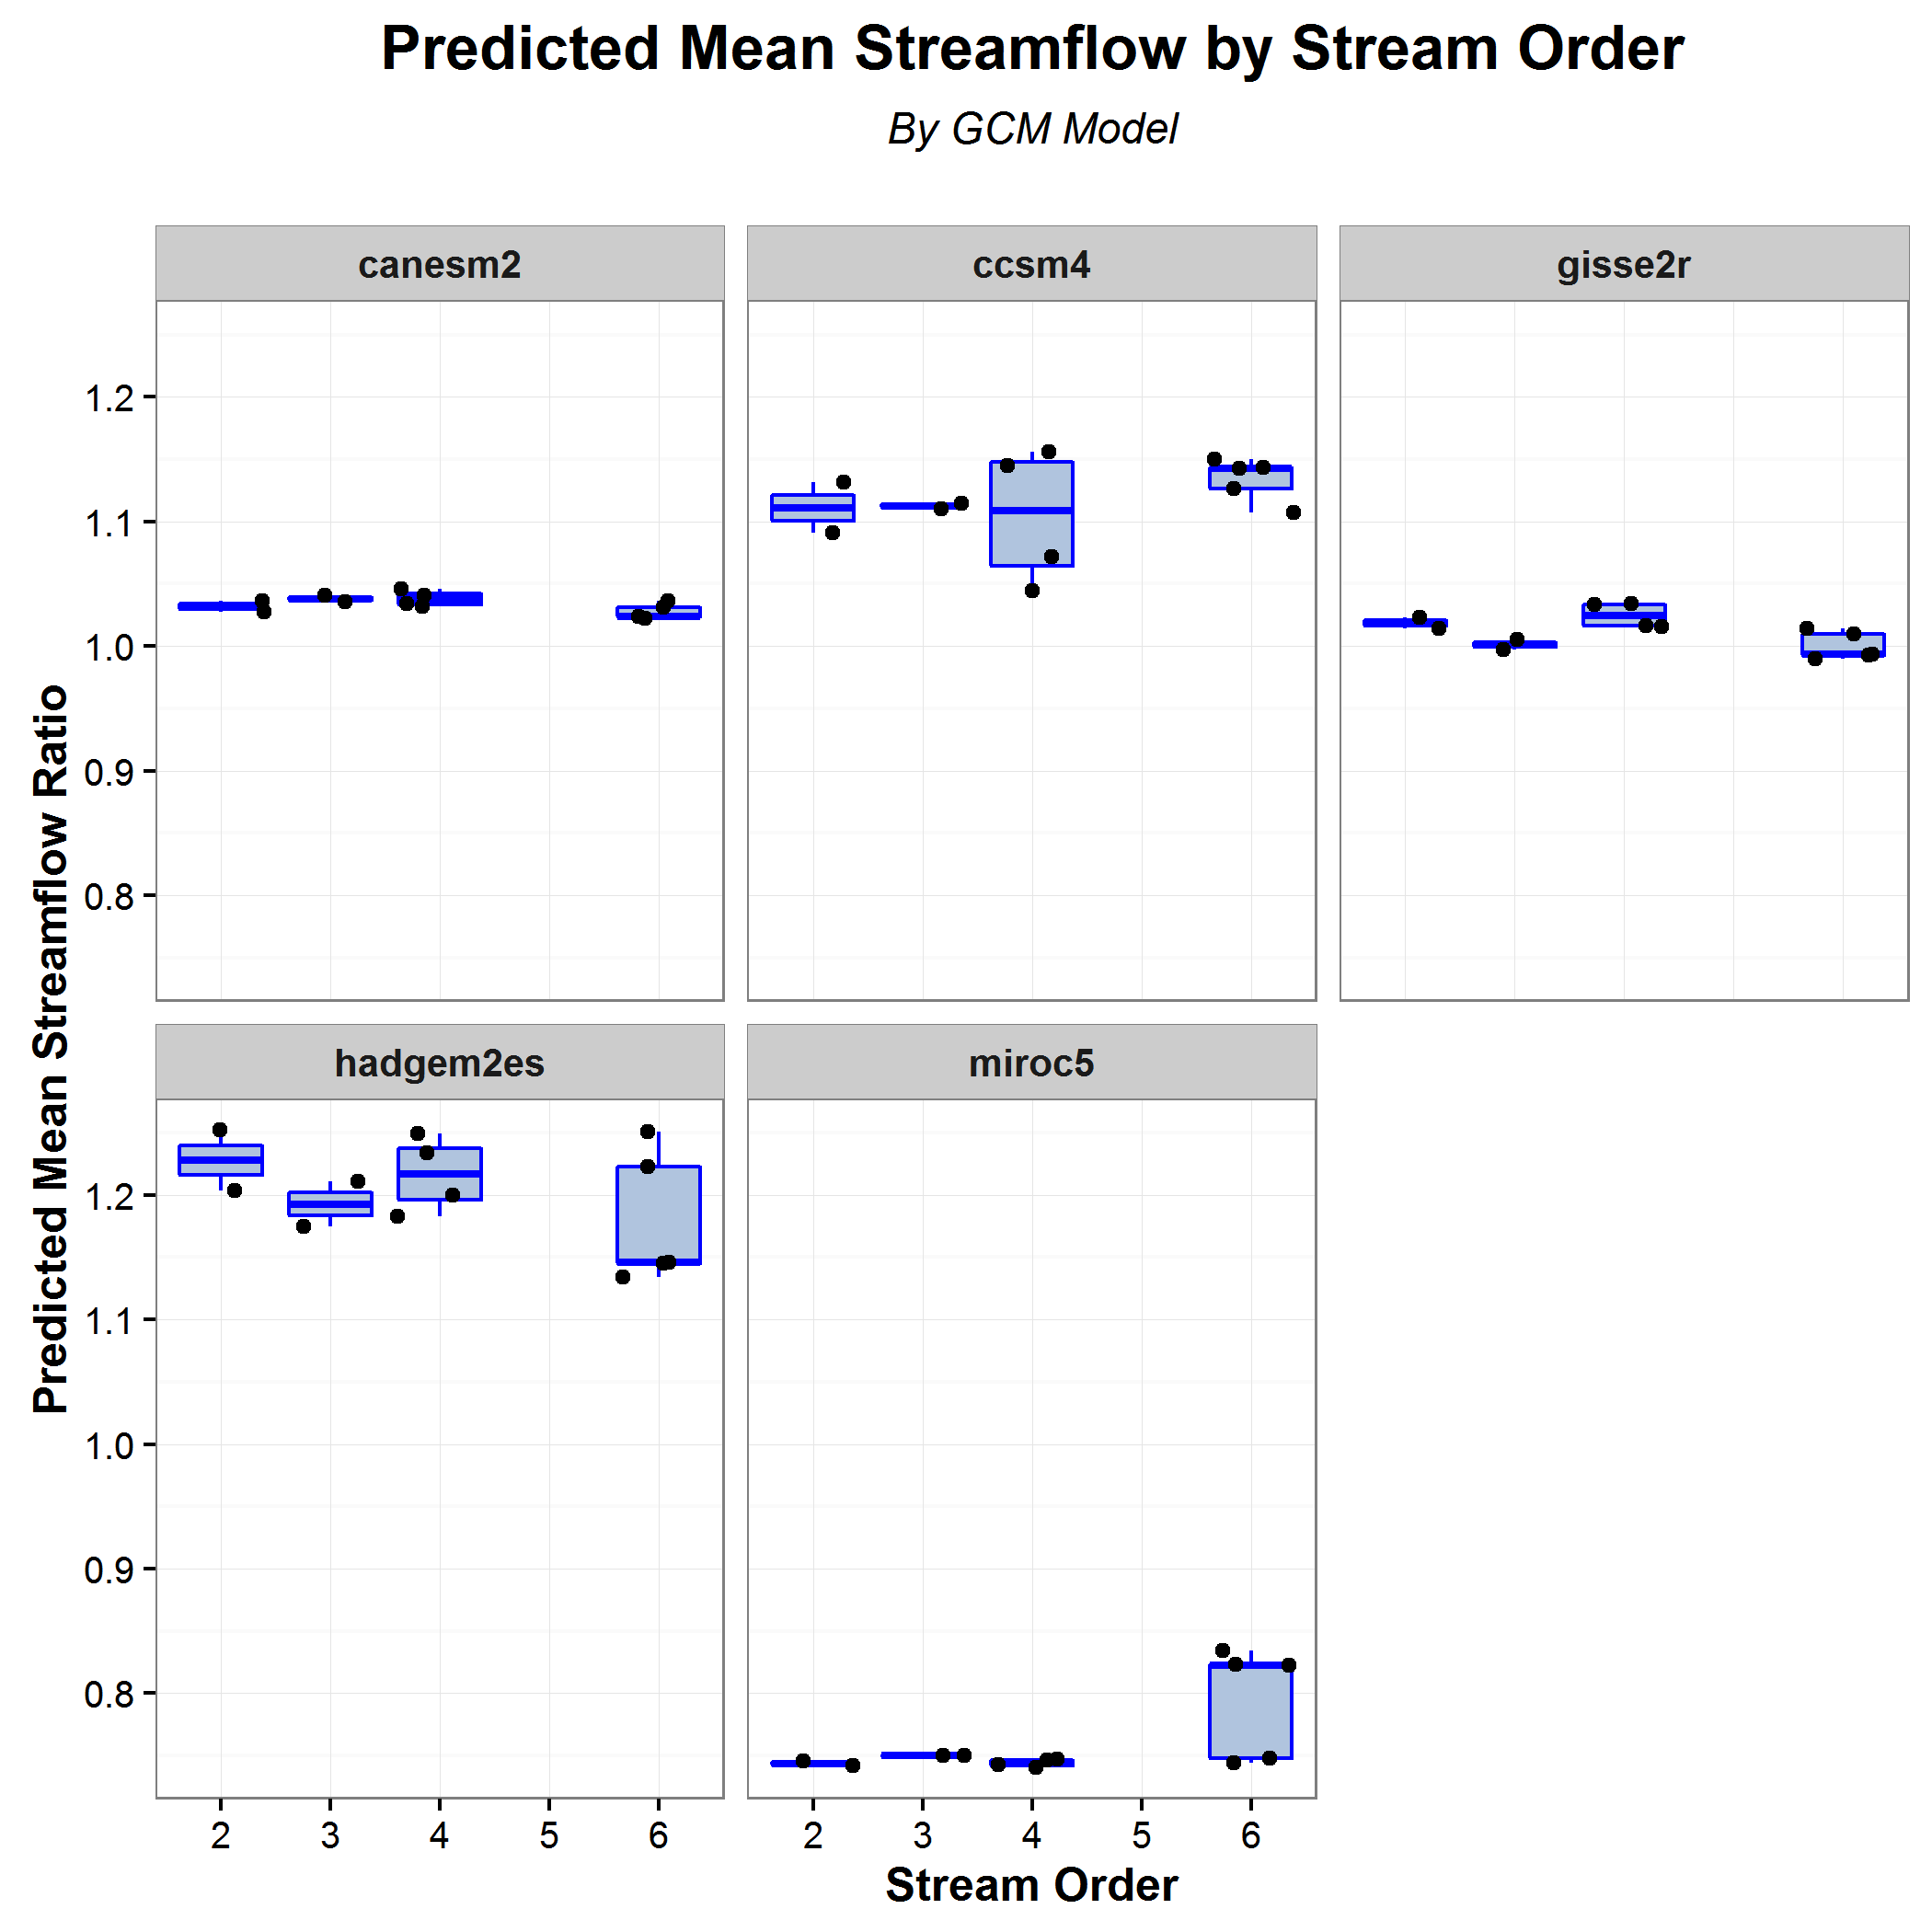 Predicted Mean Streamflow by Stream Order
By GCM Model
canesm2
ccsm4
gisse2r
1.2
1.1
1.0
0.9
0.8
Predicted Mean Streamflow Ratio
hadgem2es
miroc5
1.2
1.1
1.0
0.9
0.8
2 3 4 5 6
2 3 4 5 6
Stream Order